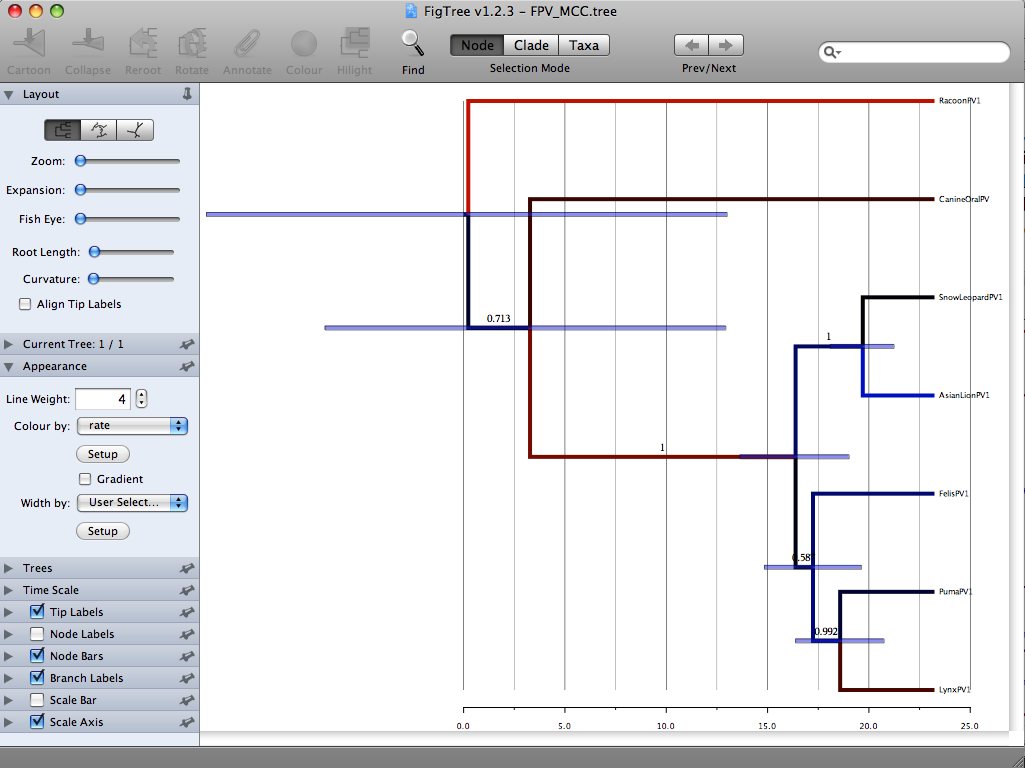 FigTree v1.2.3 - FPV_MCC.tree
Cartoon Collapse Reroot Rotate Annotate Colour Hilight Find
Node Clade Taxa
Selection Mode
Prev/Next
Layout
Zoom:
Expansion:
Fish Eye:
Root Length:
Curvature:
Align Tip Labels
Current Tree: 1 / 1
Appearance
Line Weight: 4
Colour by: rate
Setup
Gradient
Width by: User Select...
Setup
Trees
Time Scale
Tip Labels
Node Labels
Node Bars
Branch Labels
Scale Bar
Scale Axis
RacoonPV1
CanineOralPV
SnowLeopardPV1
0.713
1
AsianLionPV1
1
FelisPV1
0.587
PumaPV1
0.992
LynxPV1
0.0 5.0 10.0 15.0 20.0 25.0